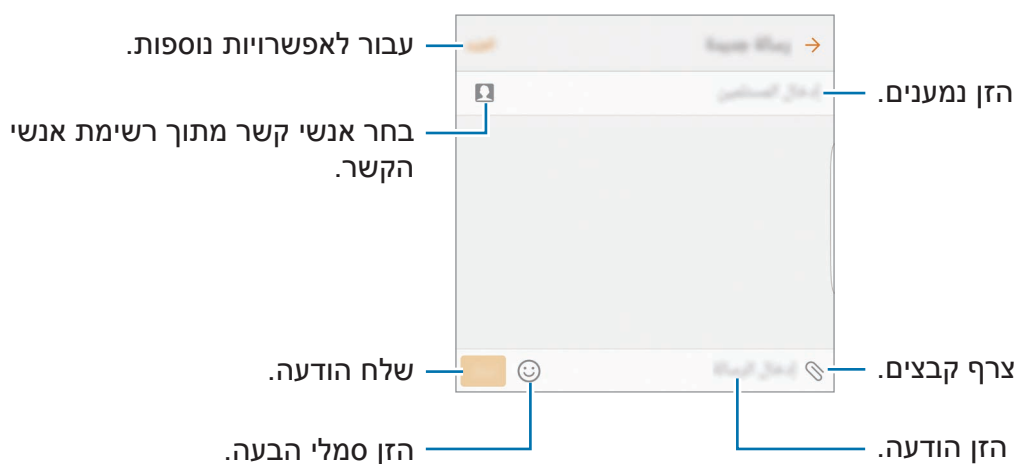 עבור לאפשרויות נוספות.
הזן נמענים.
בחר אנשי קשר מתוך רשימת אנשי
הקשר.
צרף קבצים.
שלח הודעה.
הזן הודעה.
הזן סמלי הבעה.